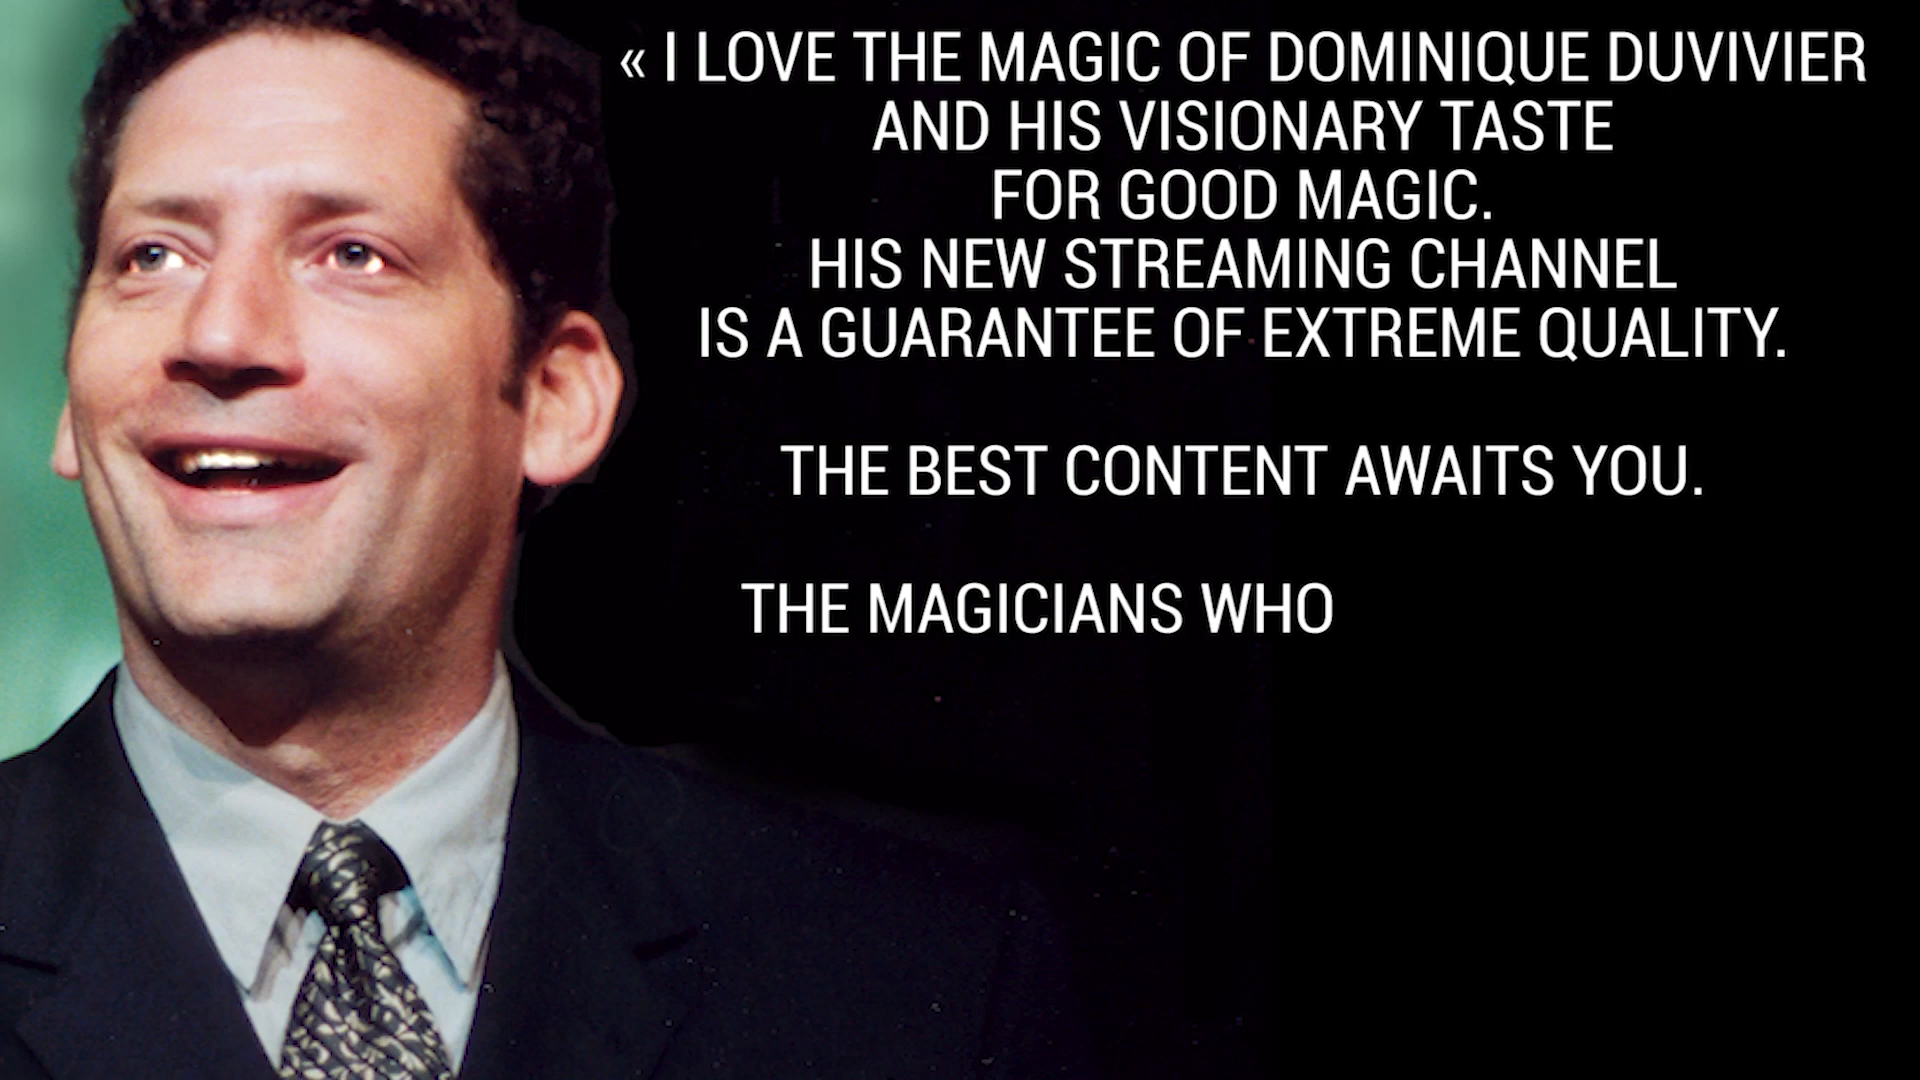 « I LOVE THE MAGIC OF DOMINIQUE DUVIVIER
AND HIS VISIONARY TASTE
FOR GOOD MAGIC.
HIS NEW STREAMING CHANNEL
IS A GUARANTEE OF EXTREME QUALITY.
THE BEST CONTENT AWAITS YOU.
THE MAGICIANS WHO